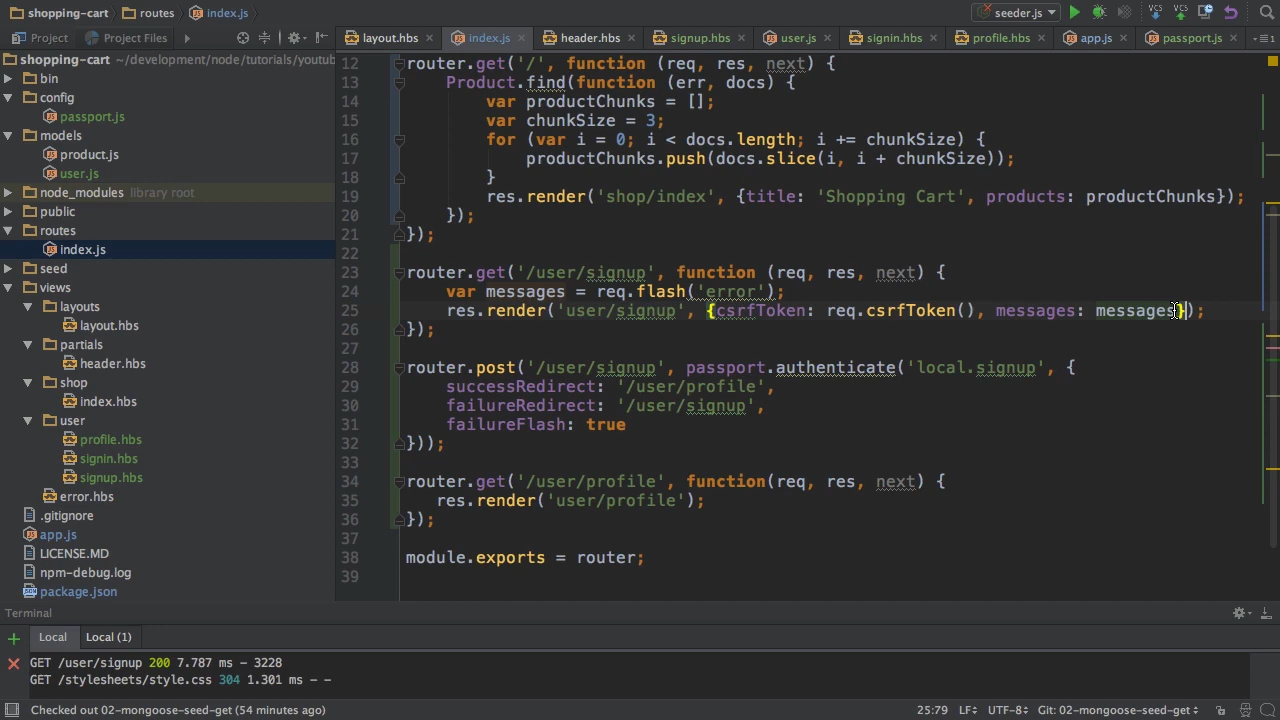 shopping-cart routes index.js seeder.js VCS VCS
Project Project Files layout.hbs index.js header.hbs signup.hbs user.js signin.hbs profile.hbs app.js passport.js
shopping-cart ~/development/node/tutorials/youtub
bin
config
passport.js
models
product.js
user.js
node_modules library root
public
routes
index.js
seed
views
layouts
layout.hbs
partials
header.hbs
shop
index.hbs
user
profile.hbs
signin.hbs
signup.hbs
error.hbs
.gitignore
app.js
LICENSE.MD
npm-debug.log
package.json
12 router.get('/', function (req, res, next) {
13 Product.find(function (err, docs) {
14 var productChunks = [];
15 var chunkSize = 3;
16 for (var i = 0; i < docs.length; i += chunkSize) {
17 productChunks.push(docs.slice(i, i + chunkSize));
18 }
19 res.render('shop/index', {title: 'Shopping Cart', products: productChunks});
20 });
21 });
22
23 router.get('/user/signup', function (req, res, next) {
24 var messages = req.flash('error');
25 res.render('user/signup', {csrfToken: req.csrfToken(), messages: messages});
26 });
27
28 router.post('/user/signup', passport.authenticate('local.signup', {
29 successRedirect: '/user/profile',
30 failureRedirect: '/user/signup',
31 failureFlash: true
32 }));
33
34 router.get('/user/profile', function(req, res, next) {
35 res.render('user/profile');
36 });
37
38 module.exports = router;
39
Terminal
Local Local (1)
GET /user/signup 200 7.787 ms - 3228
GET /stylesheets/style.css 304 1.301 ms - -
Checked out 02-mongoose-seed-get (54 minutes ago) 25:79 LF UTF-8 Git: 02-mongoose-seed-get